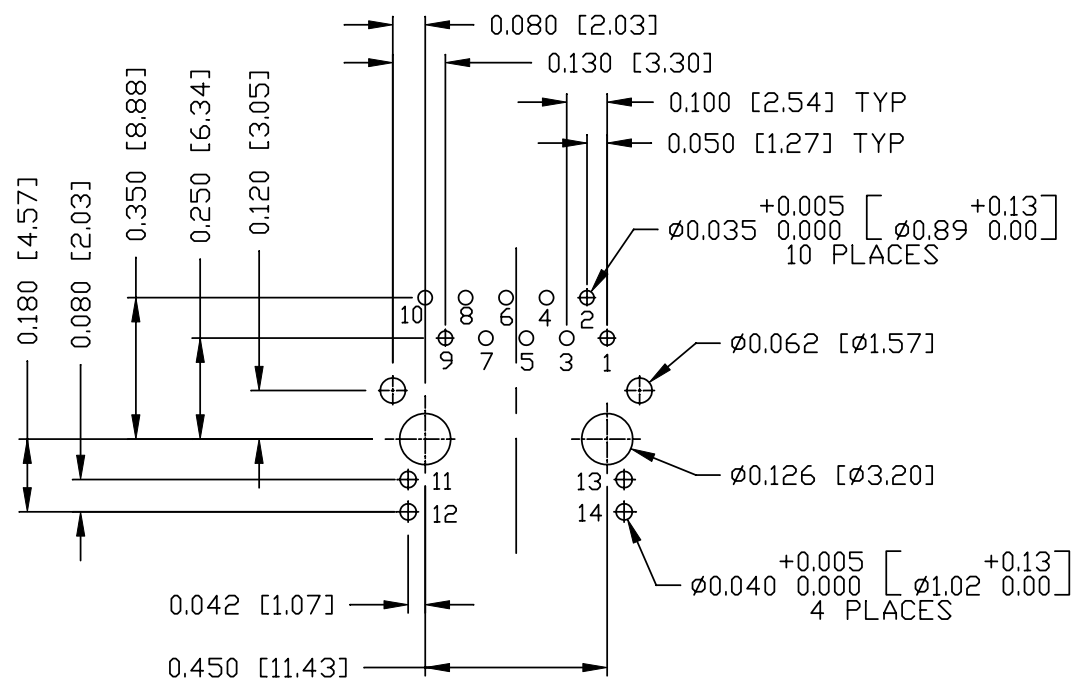 0.080 [2.03]
0.130 [3.30]
0.100 [2.54] TYP
0.050 [1.27] TYP
0.350 [8.88]
0.250 [6.34]
0.120 [3.05]
0.180 [4.57]
0.080 [2.03]
+0.005 +0.13
Ø0.035 0.000 [Ø0.89 0.00]
10 PLACES
10 8 6 4 2
9 7 5 3 1
Ø0.062 [Ø1.57]
Ø0.126 [Ø3.20]
11 13
12 14
+0.005 +0.13
Ø0.040 0.000 [Ø1.02 0.00]
4 PLACES
0.042 [1.07]
0.450 [11.43]